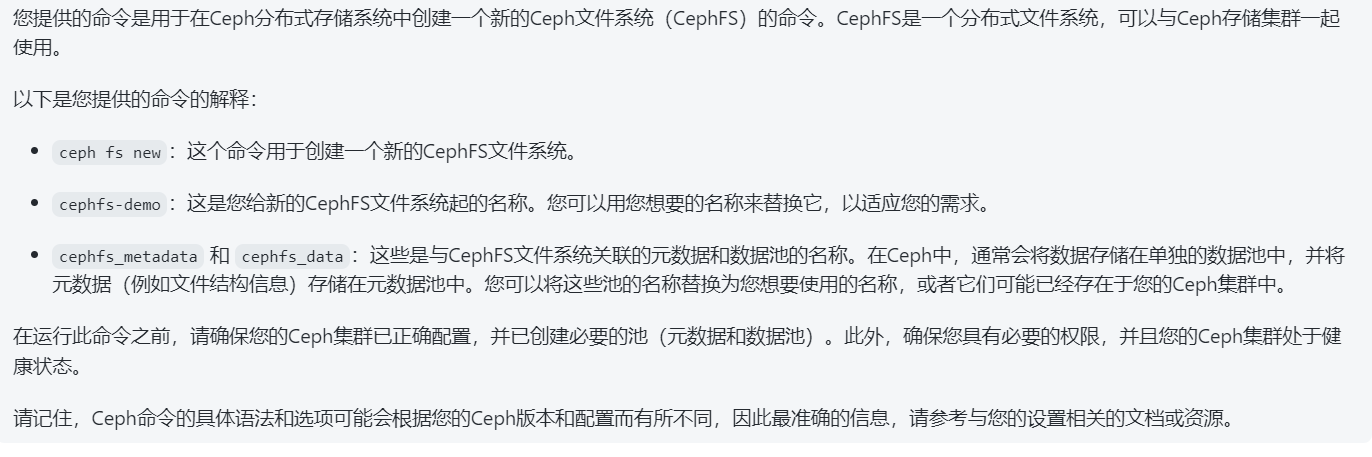 您提供的命令是用于在Ceph分布式存储系统中创建一个新的Ceph文件系统（CephFS）的命令。CephFS是一个分布式文件系统，可以与Ceph存储集群一起
使用。
以下是您提供的命令的解释：
• ceph fs new：这个命令用于创建一个新的CephFS文件系统。
• cephfs-demo：这是您给新的CephFS文件系统起的名称。您可以用您想要的名称来替换它，以适应您的需求。
• cephfs_metadata 和 cephfs_data：这些是与CephFS文件系统关联的元数据和数据池的名称。在Ceph中，通常会将数据存储在单独的数据池中，并将
元数据（例如文件结构信息）存储在元数据池中。您可以将这些池的名称替换为您想要使用的名称，或者它们可能已经存在于您的Ceph集群中。
在运行此命令之前，请确保您的Ceph集群已正确配置，并已创建必要的池（元数据和数据池）。此外，确保您具有必要的权限，并且您的Ceph集群处于健
康状态。
请记住，Ceph命令的具体语法和选项可能会根据您的Ceph版本和配置而有所不同，因此最准确的信息，请参考与您的设置相关的文档或资源。